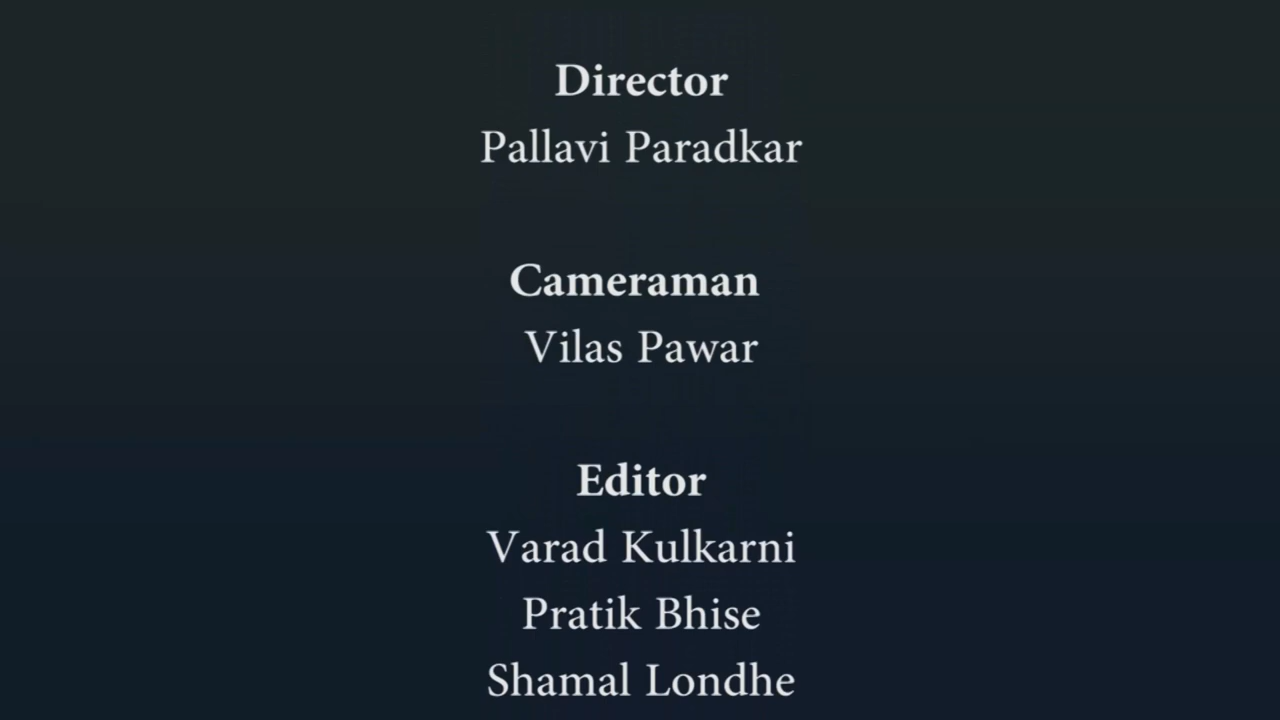 Director
Pallavi Paradkar
Cameraman
Vilas Pawar
Editor
Varad Kulkarni
Pratik Bhise
Shamal Londhe